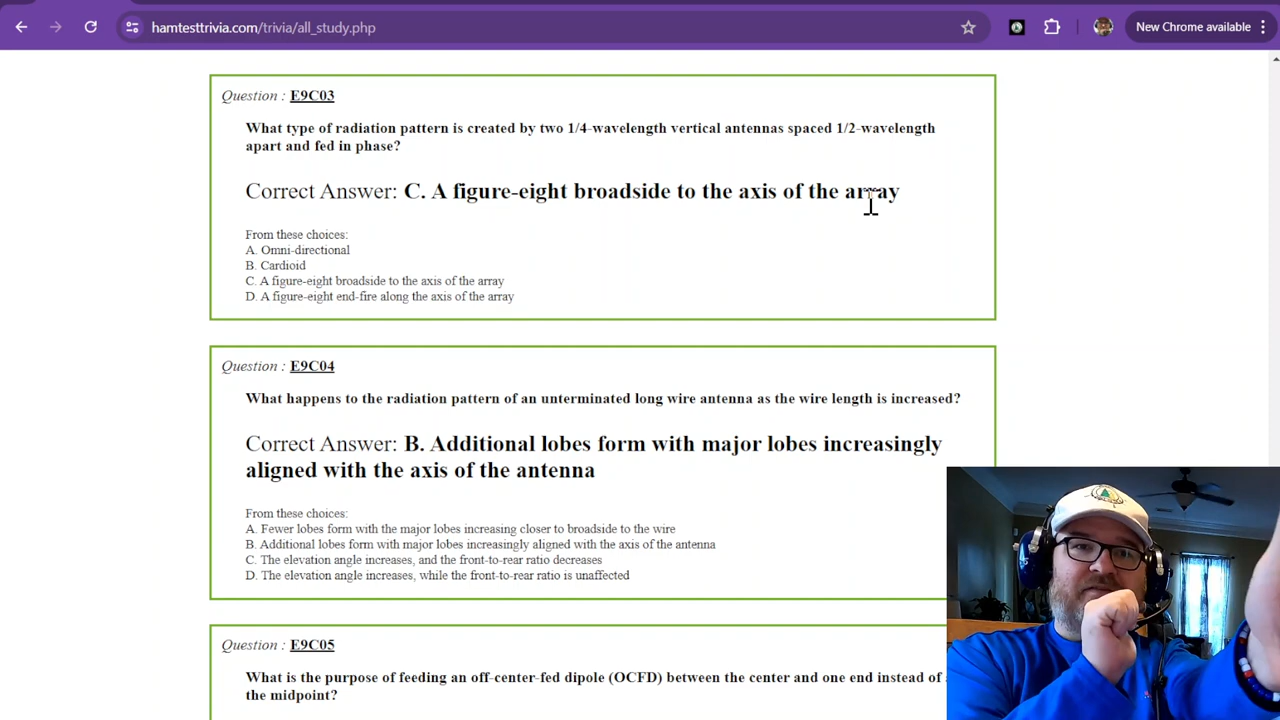 hamtesttrivia.com/trivia/all_study.php
New Chrome available
Question : E9C03
What type of radiation pattern is created by two 1/4-wavelength vertical antennas spaced 1/2-wavelength
apart and fed in phase?
Correct Answer: C. A figure-eight broadside to the axis of the array
From these choices:
A. Omni-directional
B. Cardioid
C. A figure-eight broadside to the axis of the array
D. A figure-eight end-fire along the axis of the array
Question : E9C04
What happens to the radiation pattern of an unterminated long wire antenna as the wire length is increased?
Correct Answer: B. Additional lobes form with major lobes increasingly
aligned with the axis of the antenna
From these choices:
A. Fewer lobes form with the major lobes increasing closer to broadside to the wire
B. Additional lobes form with major lobes increasingly aligned with the axis of the antenna
C. The elevation angle increases, and the front-to-rear ratio decreases
D. The elevation angle increases, while the front-to-rear ratio is unaffected
Question : E9C05
What is the purpose of feeding an off-center-fed dipole (OCFD) between the center and one end instead of
the midpoint?